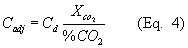 C_adj = C_d X_co₂ / %CO₂ (Eq. 4)